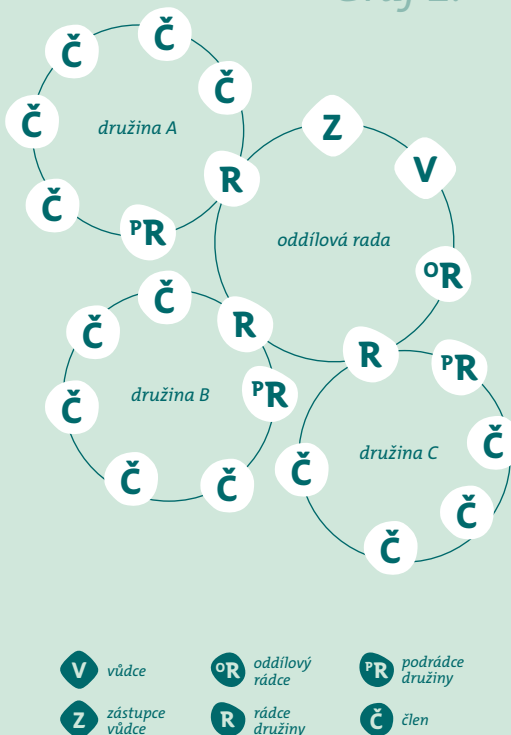 Č
Č
Č
Č
Č
družina A
R
ᴾR
Z
V
ᴼR
oddílová rada
R
R
Č
Č
Č
Č
Č
družina B
ᴾR
ᴾR
Č
Č
Č
Č
družina C
V vůdce
ᴼR oddílový
rádce
ᴾR podrádce
družiny
Z zástupce
vůdce
R rádce
družiny
Č člen